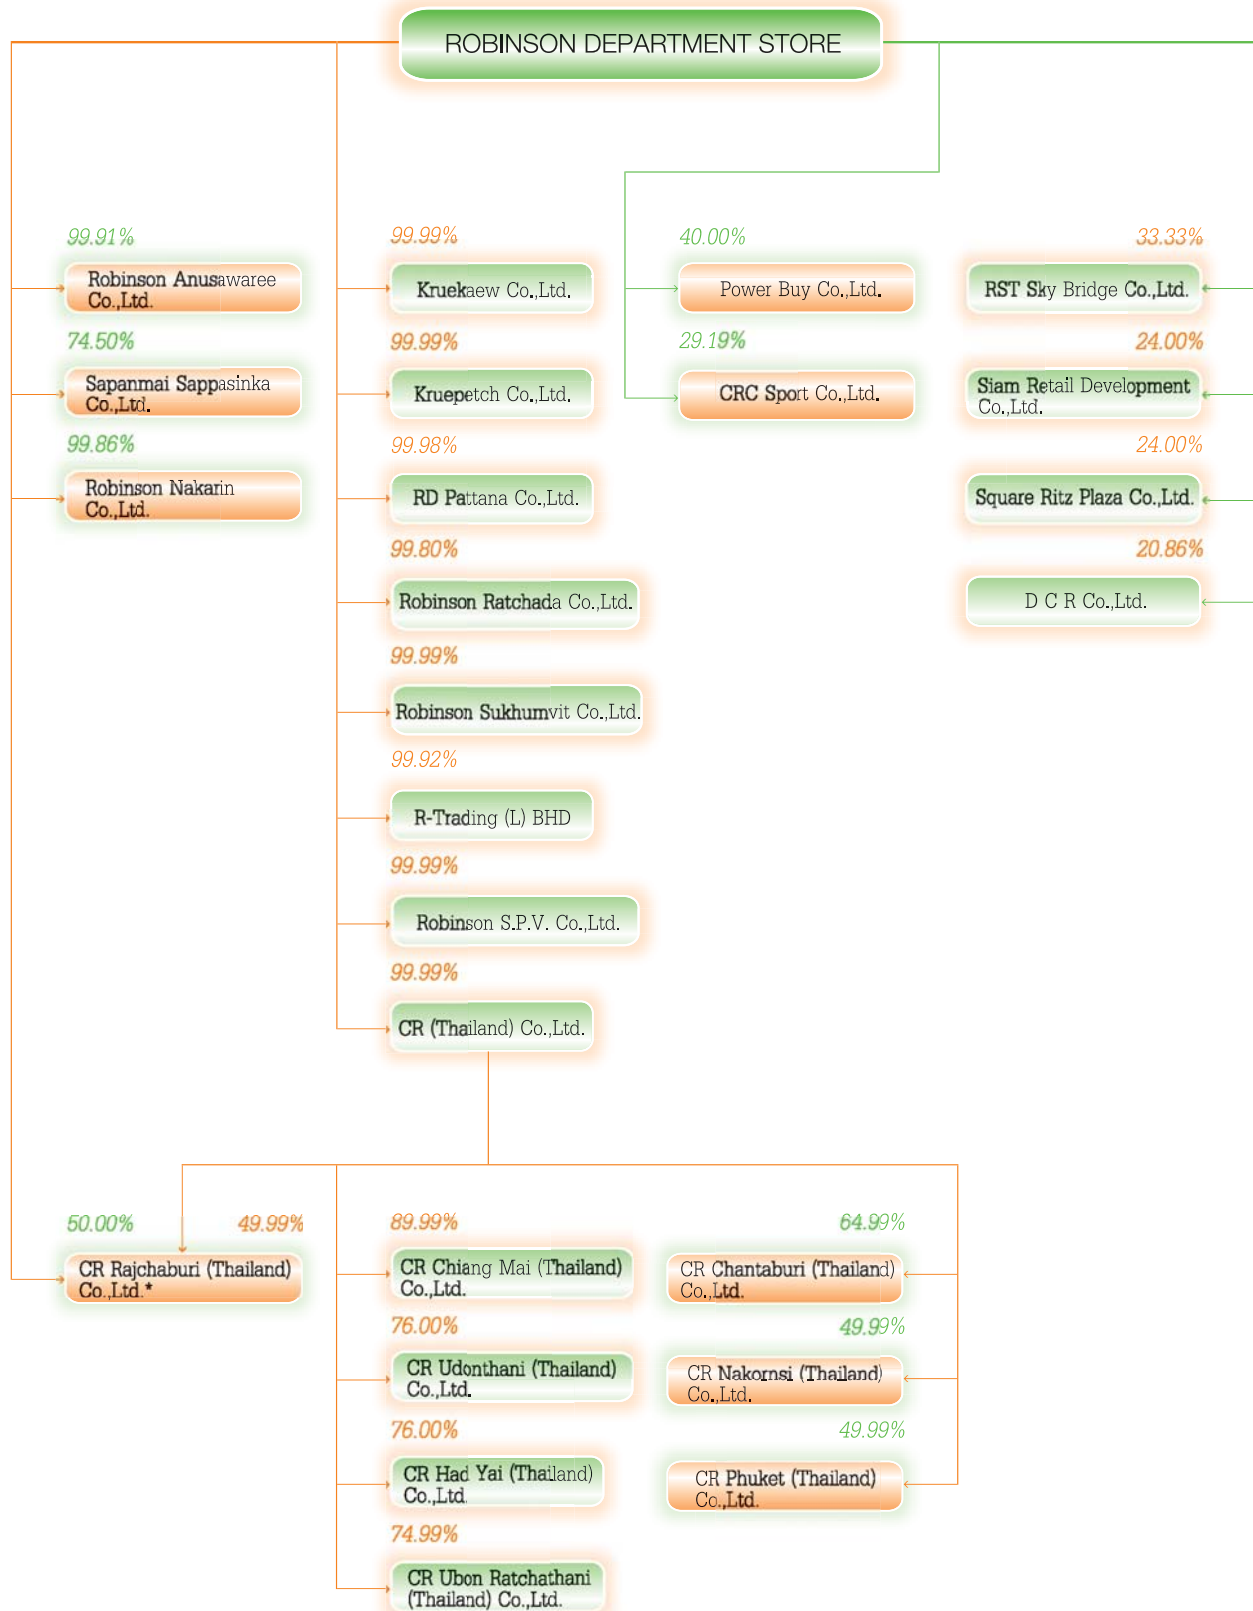 ROBINSON DEPARTMENT STORE
99.91%
Robinson Anusawaree
Co.,Ltd.
74.50%
Sapanmai Sappasinka
Co.,Ltd.
99.86%
Robinson Nakarin
Co.,Ltd.
99.99%
Kruekaew Co.,Ltd.
99.99%
Kruepetch Co.,Ltd.
99.98%
RD Pattana Co.,Ltd.
99.80%
Robinson Ratchada Co.,Ltd.
99.99%
Robinson Sukhumvit Co.,Ltd.
99.92%
R-Trading (L) BHD
99.99%
Robinson S.P.V. Co.,Ltd.
99.99%
CR (Thailand) Co.,Ltd.
40.00%
Power Buy Co.,Ltd.
29.19%
CRC Sport Co.,Ltd.
33.33%
RST Sky Bridge Co.,Ltd.
24.00%
Siam Retail Development
Co.,Ltd.
24.00%
Square Ritz Plaza Co.,Ltd.
20.86%
D C R Co.,Ltd.
50.00% 49.99%
CR Rajchaburi (Thailand)
Co.,Ltd.*
89.99%
CR Chiang Mai (Thailand)
Co.,Ltd.
76.00%
CR Udonthani (Thailand)
Co.,Ltd.
76.00%
CR Had Yai (Thailand)
Co.,Ltd.
74.99%
CR Ubon Ratchathani
(Thailand) Co.,Ltd.
64.99%
CR Chantaburi (Thailand)
Co.,Ltd.
49.99%
CR Nakornsi (Thailand)
Co.,Ltd.
49.99%
CR Phuket (Thailand)
Co.,Ltd.